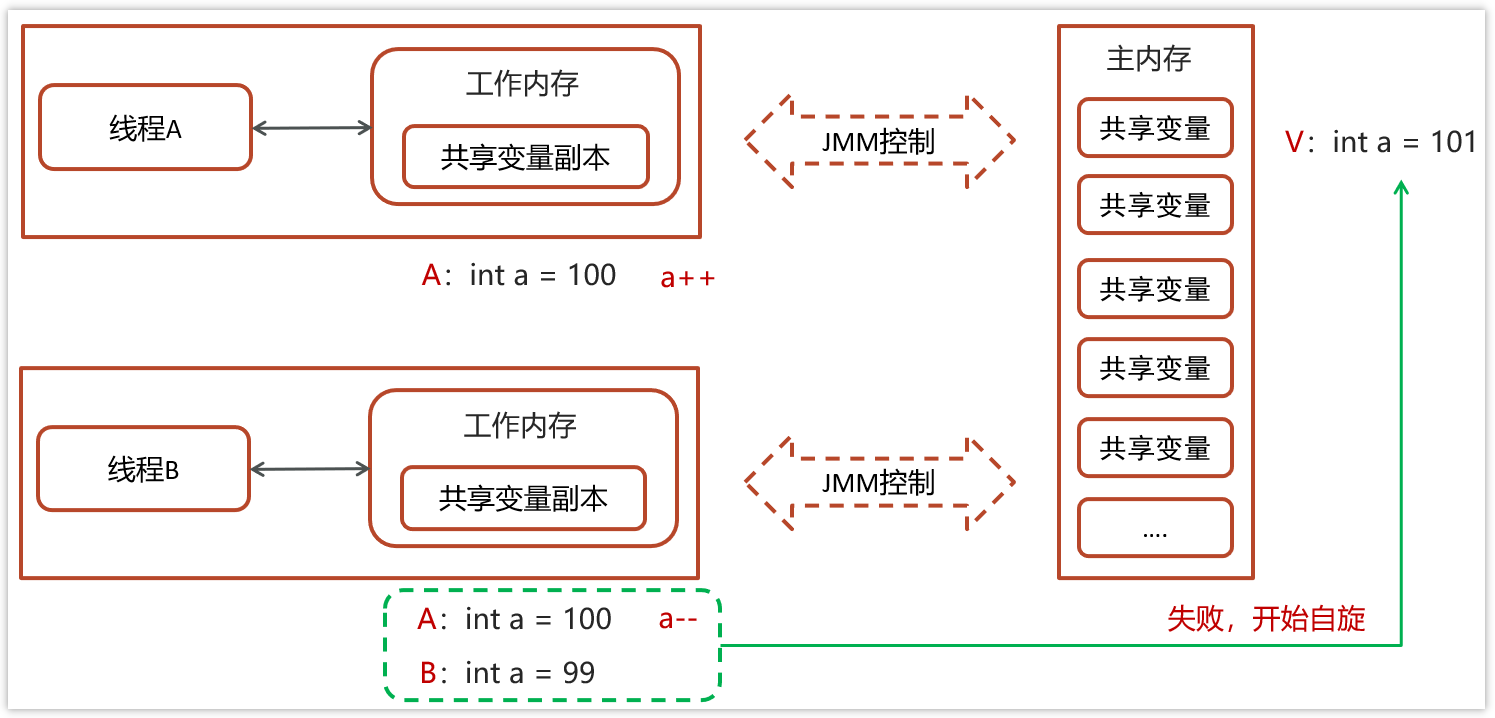 线程A
工作内存
共享变量副本
JMM控制
A：int a = 100 a++
线程B
工作内存
共享变量副本
JMM控制
A：int a = 100 a--
B：int a = 99
主内存
共享变量
共享变量
共享变量
共享变量
共享变量
....
V：int a = 101
失败，开始自旋